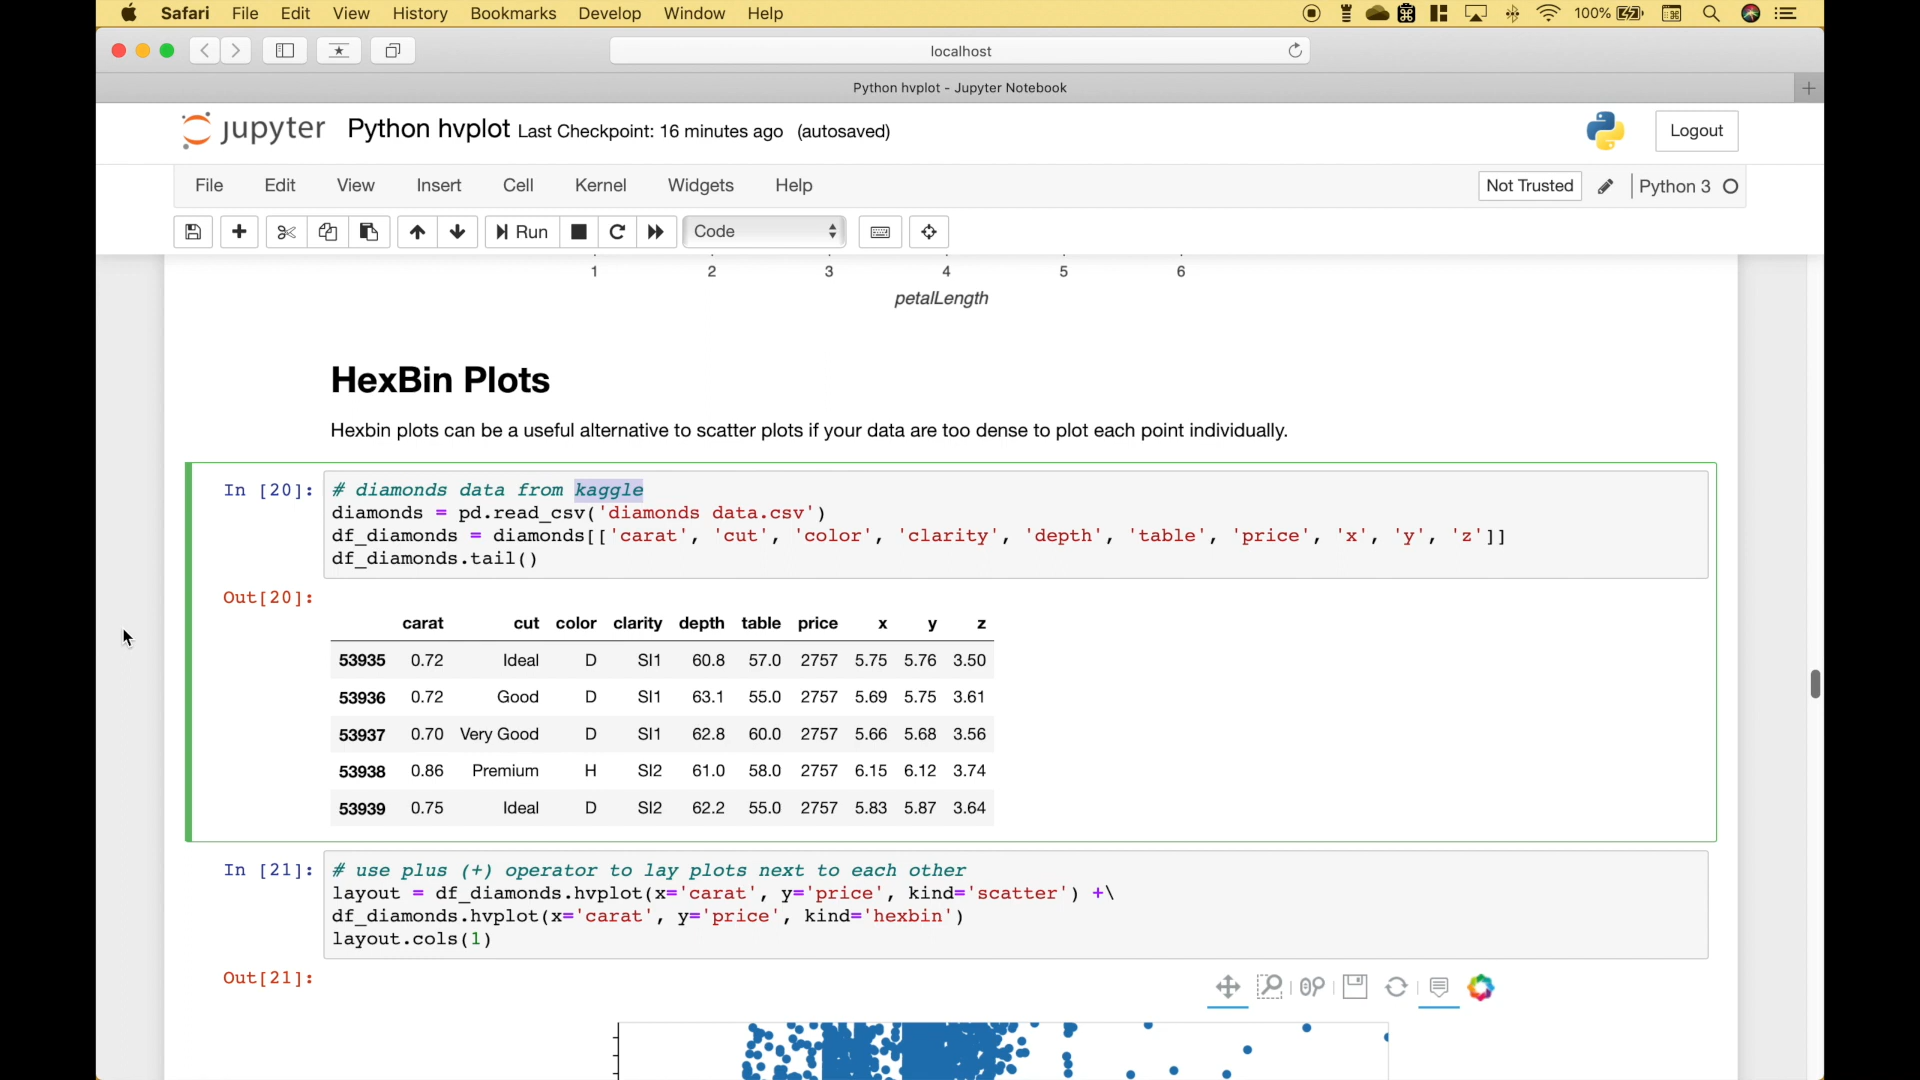 Safari File Edit View History Bookmarks Develop Window Help 100%
localhost
Python hvplot - Jupyter Notebook
jupyter Python hvplot Last Checkpoint: 16 minutes ago (autosaved) Logout
File Edit View Insert Cell Kernel Widgets Help Not Trusted Python 3
Run Code
1 2 3 4 5 6
petalLength
HexBin Plots
Hexbin plots can be a useful alternative to scatter plots if your data are too dense to plot each point individually.
In [20]: # diamonds data from kaggle
diamonds = pd.read_csv('diamonds data.csv')
df_diamonds = diamonds[['carat', 'cut', 'color', 'clarity', 'depth', 'table', 'price', 'x', 'y', 'z']]
df_diamonds.tail()
Out[20]:
carat cut color clarity depth table price x y z
53935 0.72 Ideal D SI1 60.8 57.0 2757 5.75 5.76 3.50
53936 0.72 Good D SI1 63.1 55.0 2757 5.69 5.75 3.61
53937 0.70 Very Good D SI1 62.8 60.0 2757 5.66 5.68 3.56
53938 0.86 Premium H SI2 61.0 58.0 2757 6.15 6.12 3.74
53939 0.75 Ideal D SI2 62.2 55.0 2757 5.83 5.87 3.64
In [21]: # use plus (+) operator to lay plots next to each other
layout = df_diamonds.hvplot(x='carat', y='price', kind='scatter') +\
df_diamonds.hvplot(x='carat', y='price', kind='hexbin')
layout.cols(1)
Out[21]: